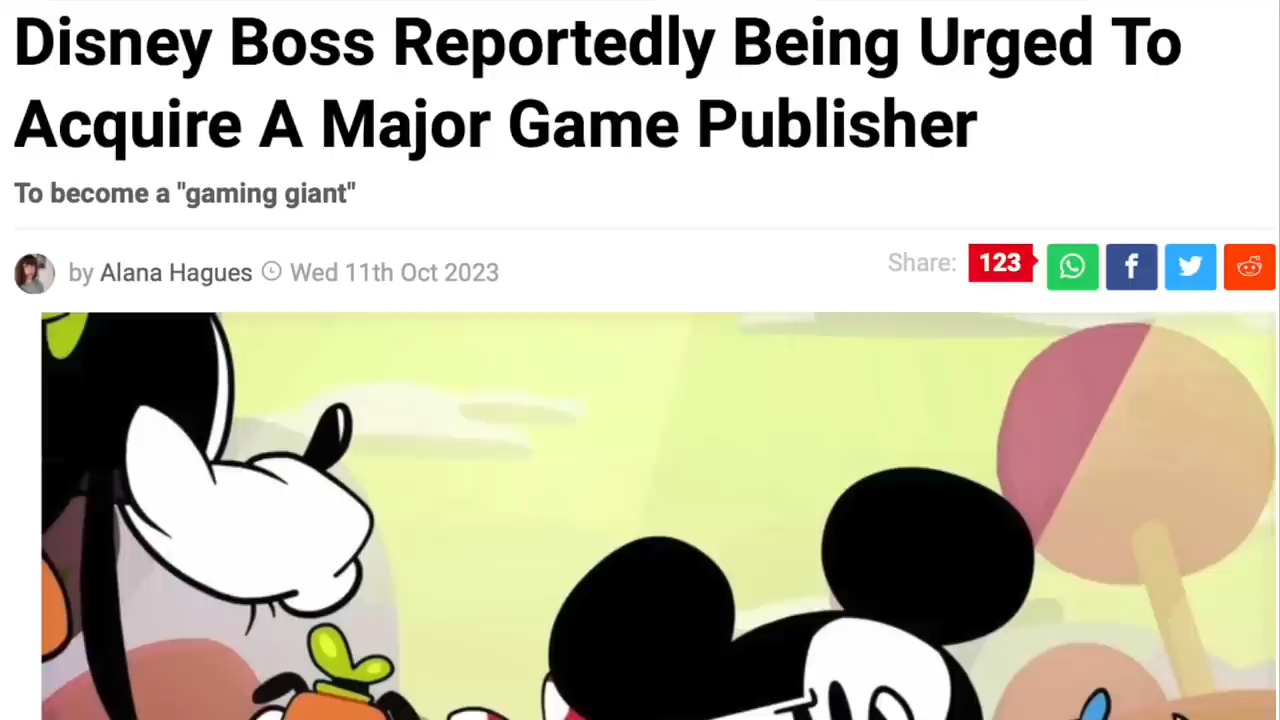 Disney Boss Reportedly Being Urged To
Acquire A Major Game Publisher
To become a "gaming giant"
by Alana Hagues Wed 11th Oct 2023
Share: 123